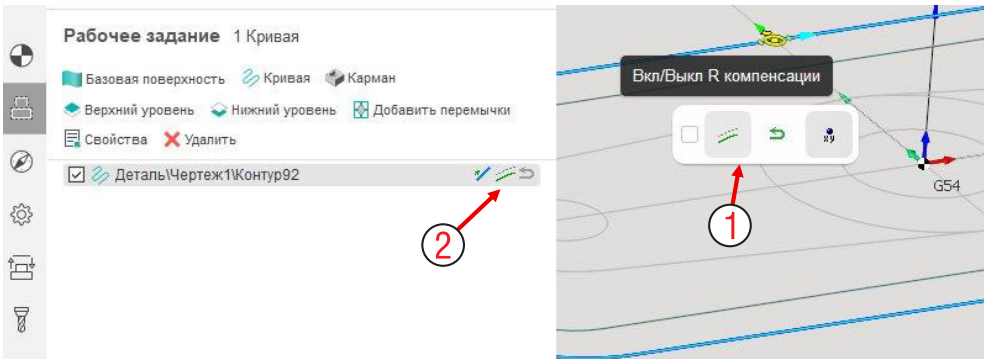 Рабочее задание 1 Кривая
Базовая поверхность Кривая Карман
Верхний уровень Нижний уровень Добавить перемычки
Свойства Удалить
Деталь\Чертеж1\Контур92
2
Вкл/Выкл R компенсации
xy
1
G54